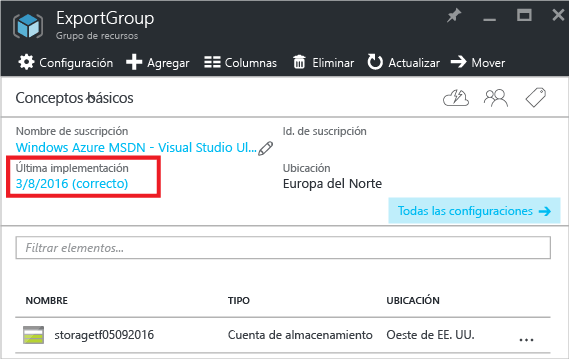 ExportGroup
Grupo de recursos
Configuración Agregar Columnas Eliminar Actualizar Mover
Conceptos básicos
Nombre de suscripción Id. de suscripción
Windows Azure MSDN - Visual Studio Ul...
Última implementación Ubicación
3/8/2016 (correcto) Europa del Norte
Todas las configuraciones
Filtrar elementos...
NOMBRE TIPO UBICACIÓN
storagetf05092016 Cuenta de almacenamiento Oeste de EE. UU. ...